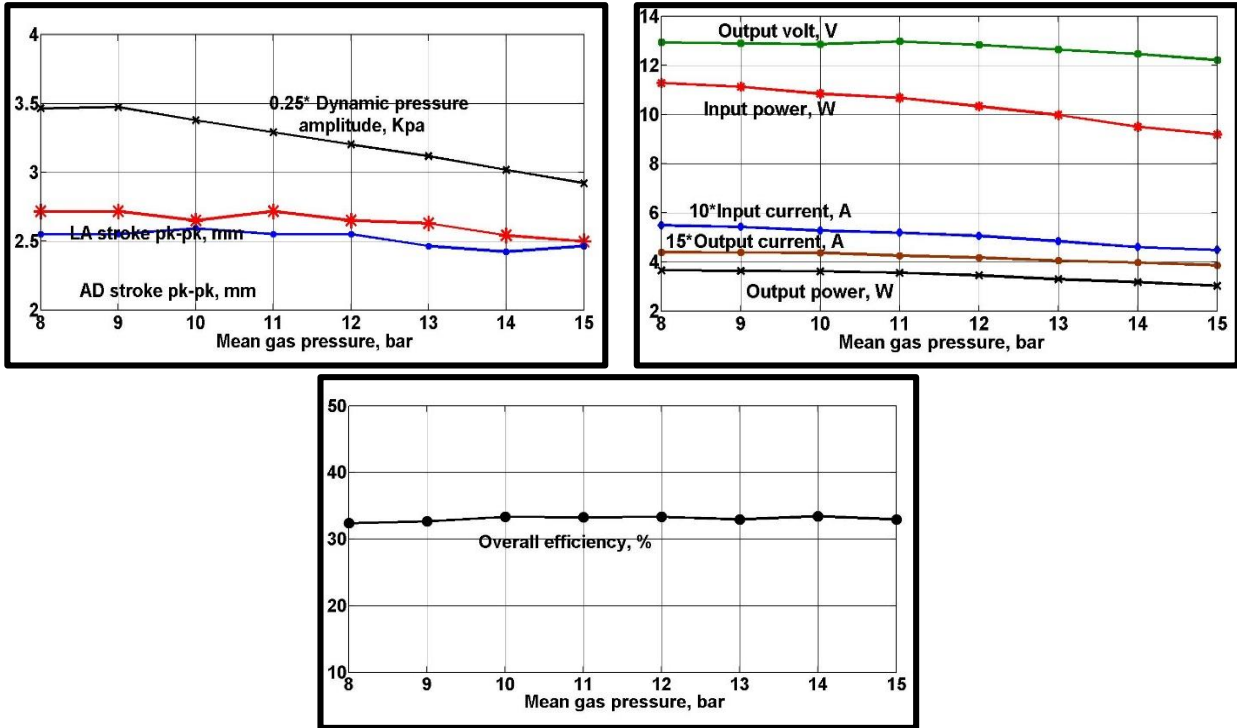 4
3.5
3
2.5
2
0.25* Dynamic pressure
amplitude, Kpa
LA stroke pk-pk, mm
AD stroke pk-pk, mm
8 9 10 11 12 13 14 15
Mean gas pressure, bar
14
12
10
8
6
4
2
Output volt, V
Input power, W
10*Input current, A
15*Output current, A
Output power, W
8 9 10 11 12 13 14 15
Mean gas pressure, bar
50
40
30
20
10
Overall efficiency, %
8 9 10 11 12 13 14 15
Mean gas pressure, bar